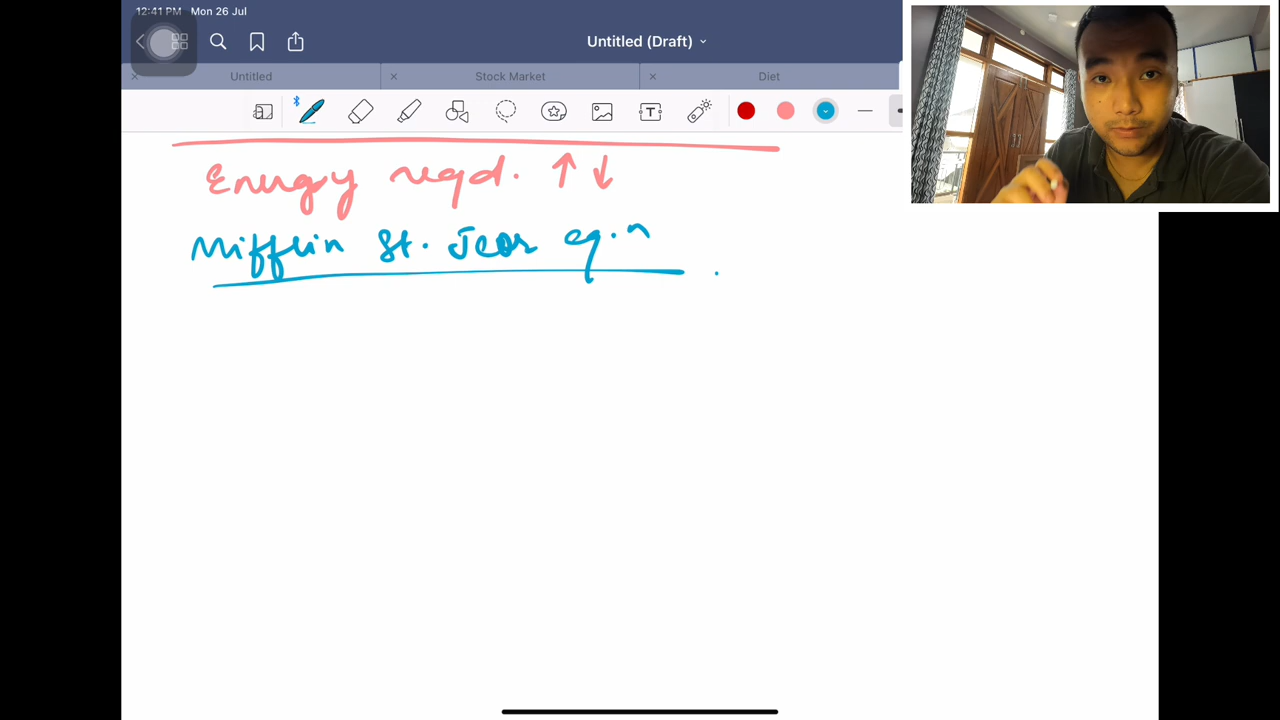 12:41 PM Mon 26 Jul
Untitled (Draft)
Untitled
Stock Market
Diet
T
Energy reqd. ↑ ↓
Mifflin St. Jeor eq.n